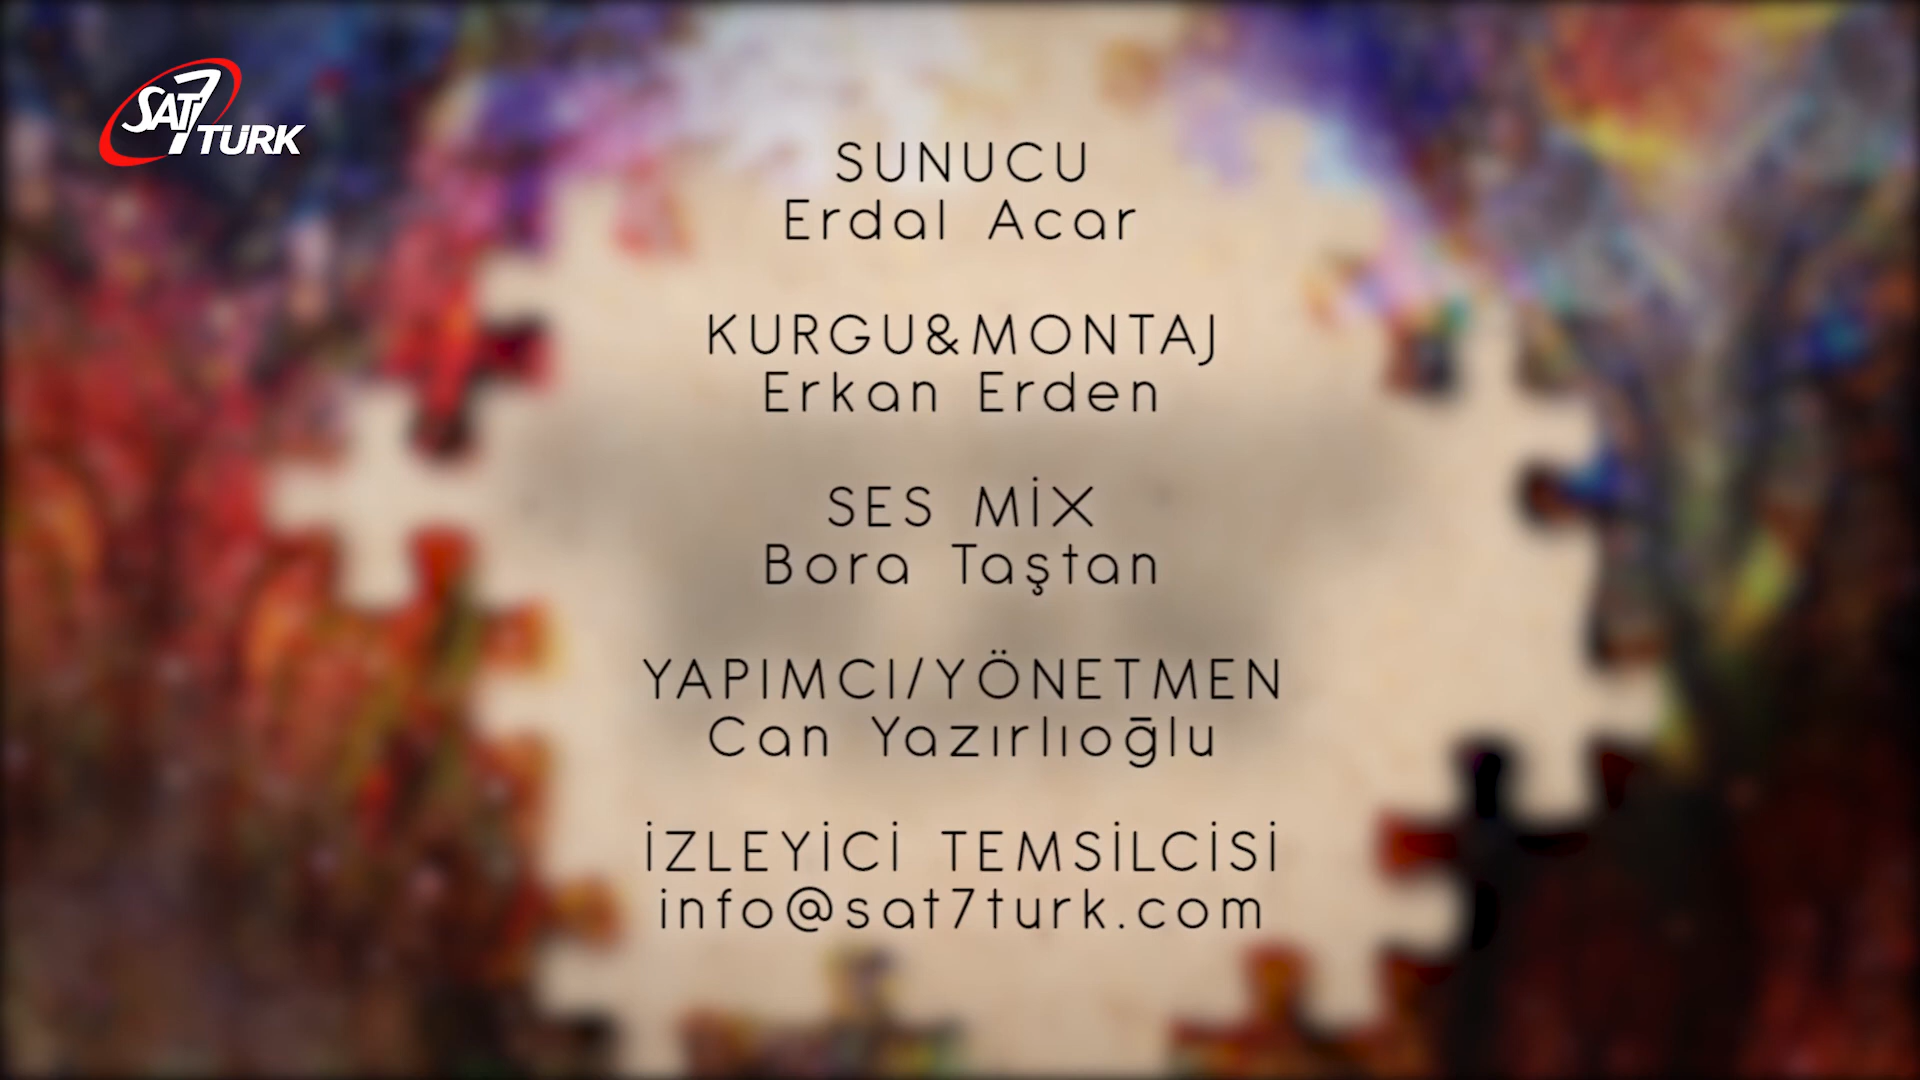 SAT7 TÜRK
SUNUCU
Erdal Acar
KURGU&MONTAJ
Erkan Erden
SES MİX
Bora Taştan
YAPIMCI/YÖNETMEN
Can Yazırlıoğlu
İZLEYİCİ TEMSİLCİSİ
info@sat7turk.com